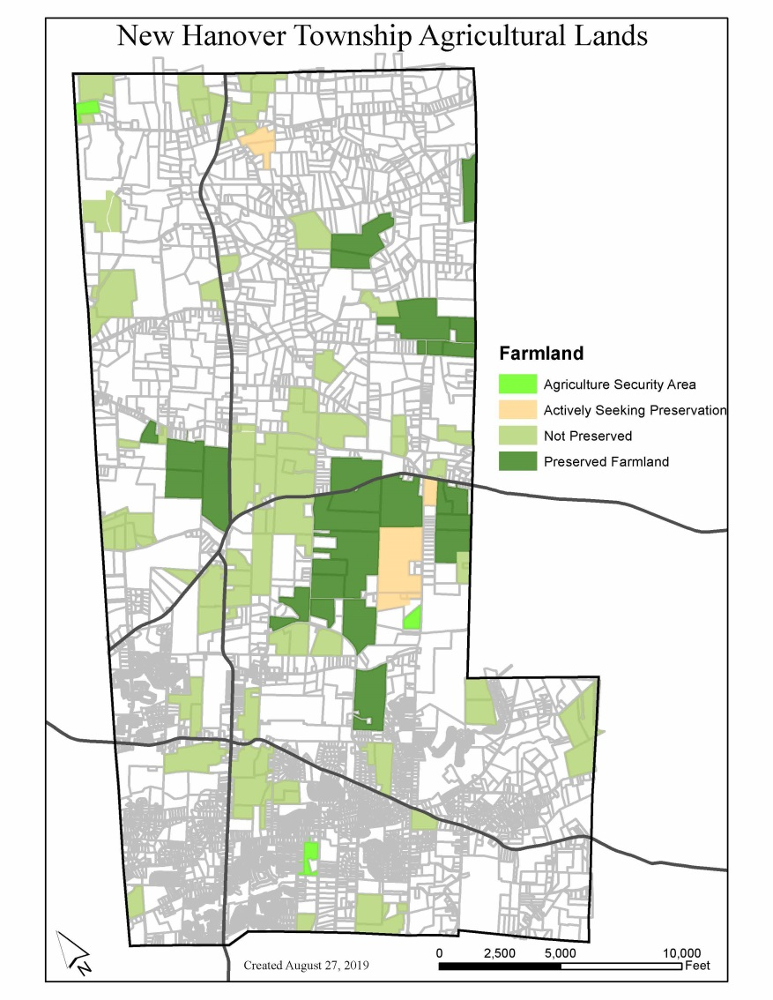 New Hanover Township Agricultural Lands
Farmland
Agriculture Security Area
Actively Seeking Preservation
Not Preserved
Preserved Farmland
N
Created August 27, 2019
0 2,500 5,000 10,000
Feet